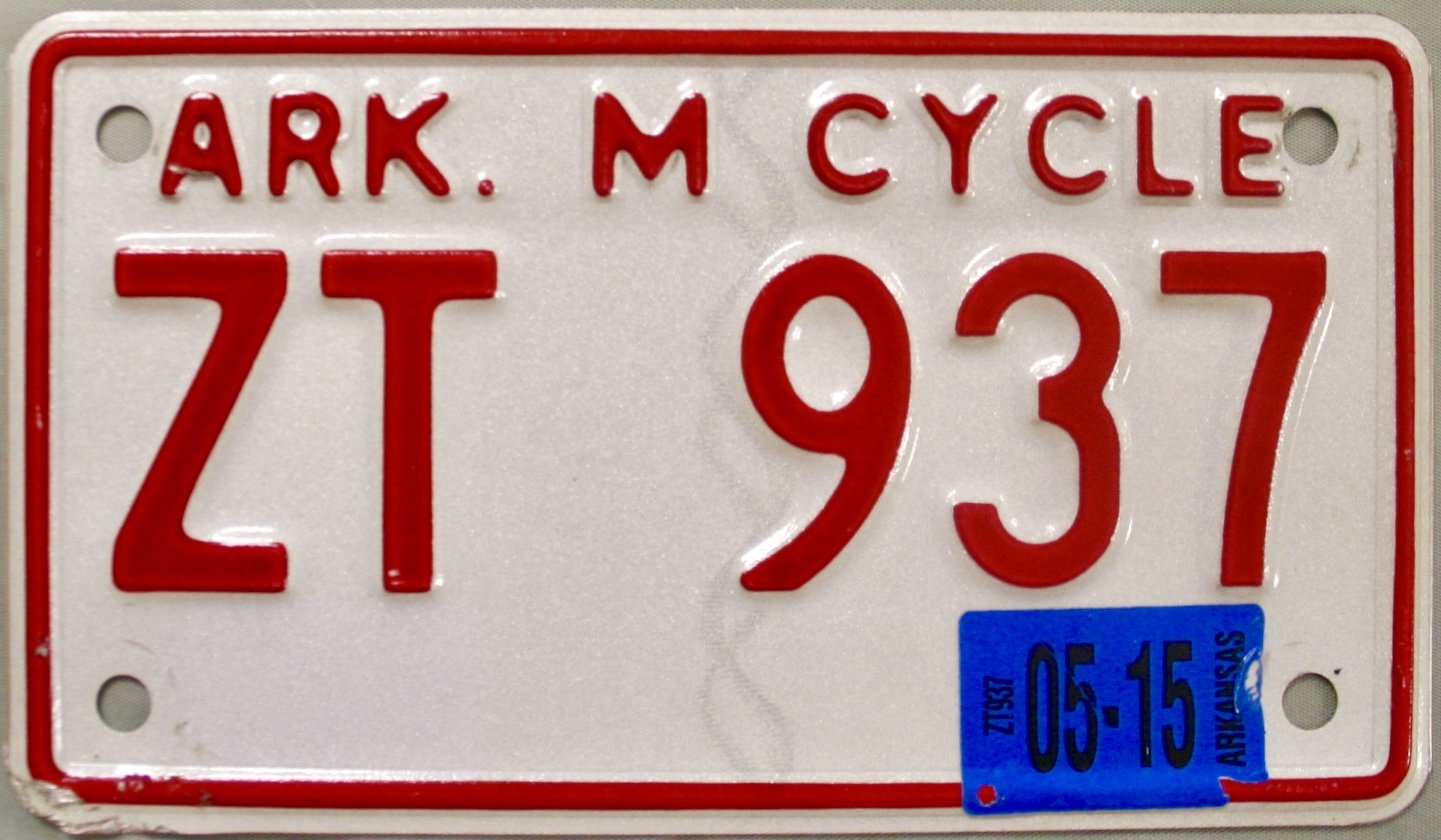 ARK. M CYCLE
ZT 937
ZT937
05-15
ARKANSAS